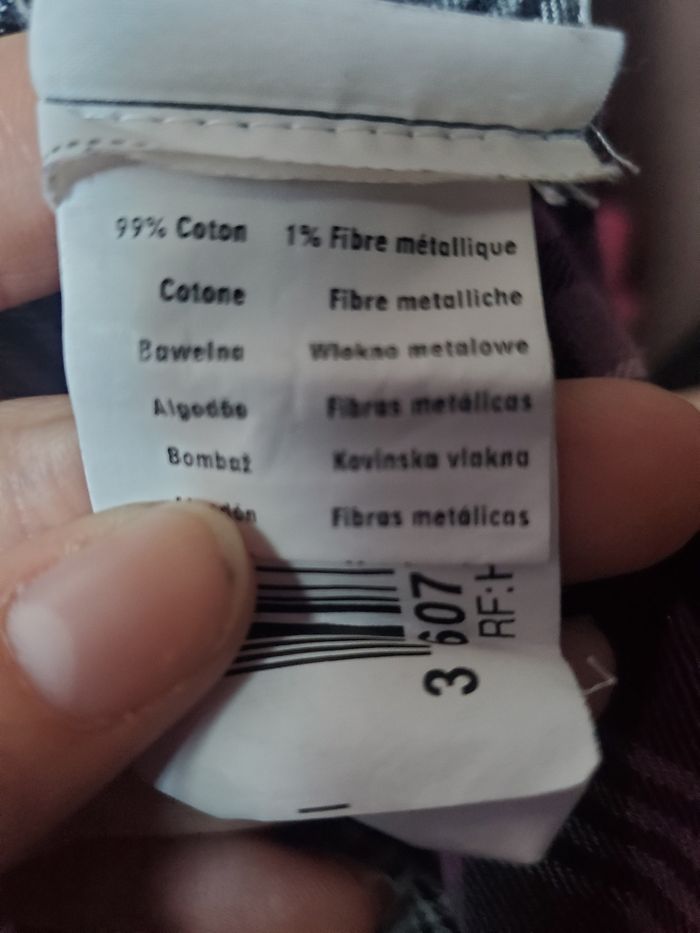 99% Coton 1% Fibre métallique
Cotone Fibre metalliche
Bawelna Wlokno metalowe
Algodão Fibras metálicas
Bombaž Kovinska vlakna
Fibras metálicas
3 607
RF:H